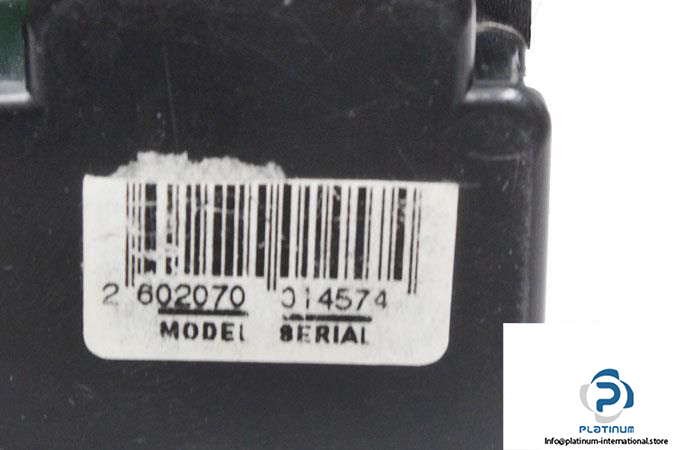 2 602070 014574
MODEL SERIAL
PLATINUM
Info@platinum-international.store